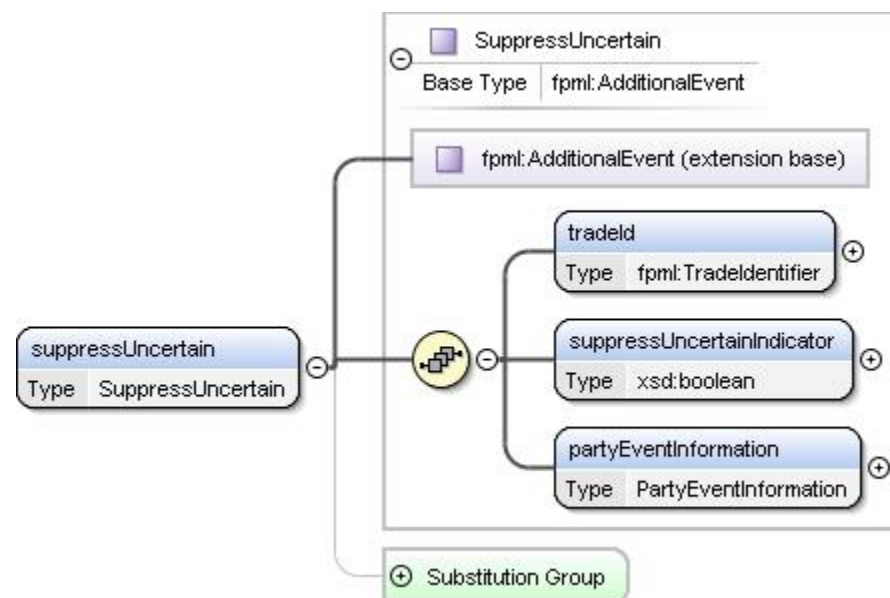 SuppressUncertain
Base Type fpml:AdditionalEvent
fpml:AdditionalEvent (extension base)
tradeId
Type fpml:TradeIdentifier
suppressUncertain
Type SuppressUncertain
suppressUncertainIndicator
Type xsd:boolean
partyEventInformation
Type PartyEventInformation
Substitution Group